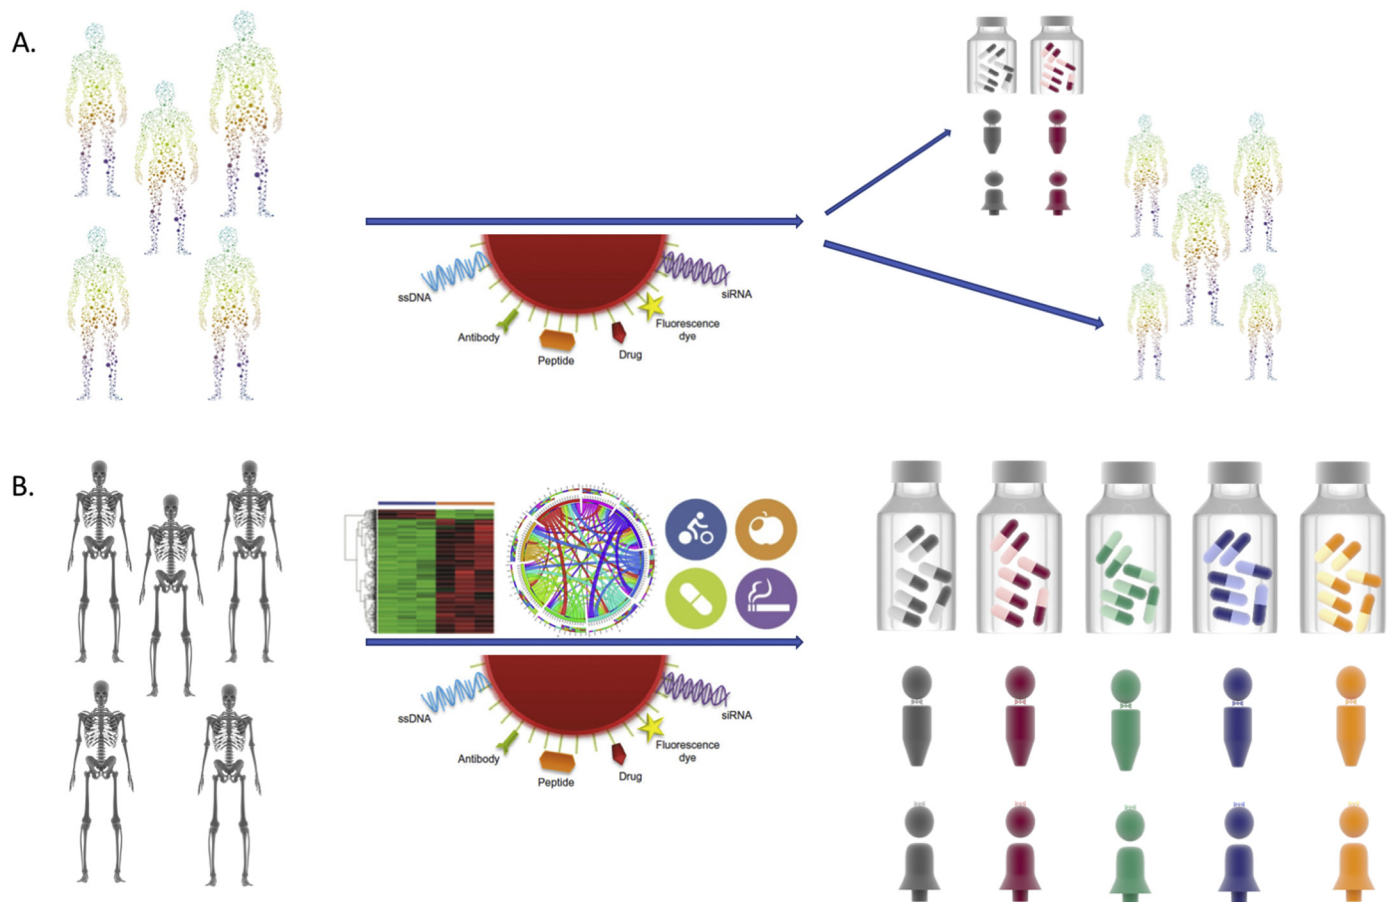 A.
ssDNA
siRNA
Antibody
Fluorescence
dye
Peptide
Drug
B.
ssDNA
siRNA
Antibody
Fluorescence
dye
Peptide
Drug